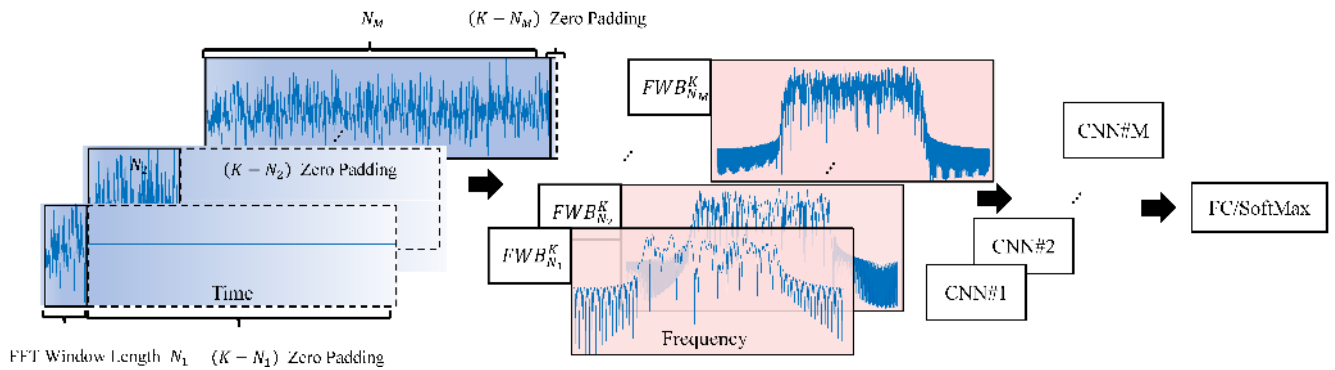 N_M
(K − N_M) Zero Padding
N_2
(K − N_2) Zero Padding
Time
FFT Window Length N_1
(K − N_1) Zero Padding
FWB^K_{N_M}
FWB^K_{N_2}
FWB^K_{N_1}
Frequency
CNN#M
CNN#2
CNN#1
FC/SoftMax